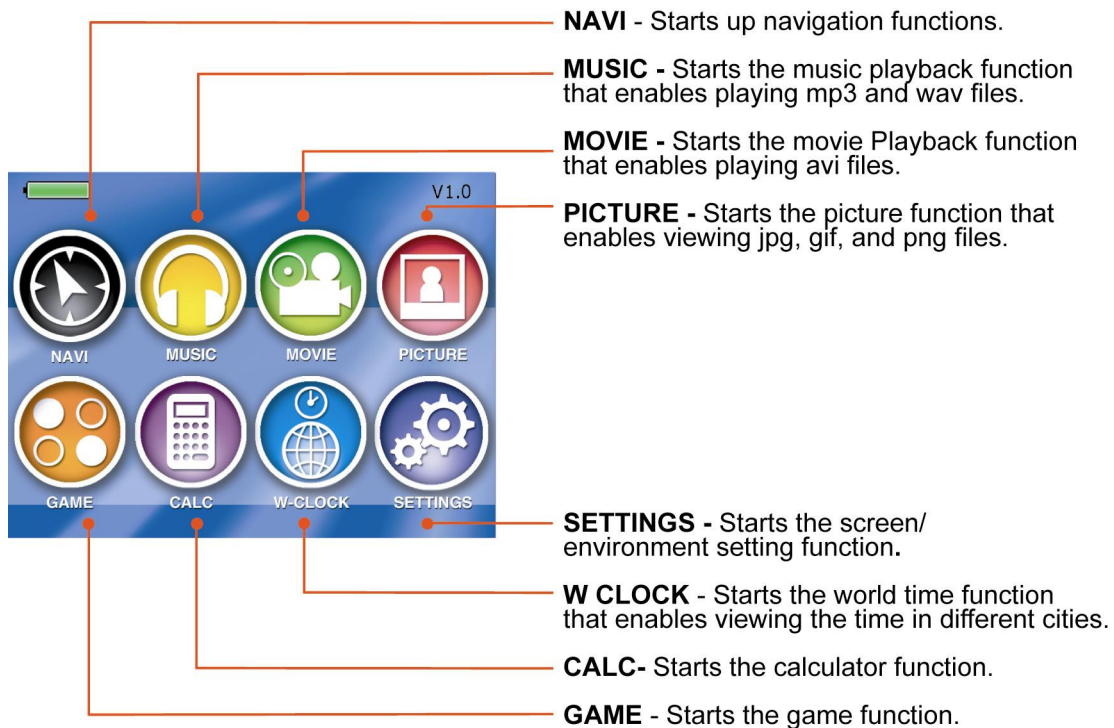 NAVI - Starts up navigation functions.
MUSIC - Starts the music playback function
that enables playing mp3 and wav files.
MOVIE - Starts the movie Playback function
that enables playing avi files.
PICTURE - Starts the picture function that
enables viewing jpg, gif, and png files.
V1.0
NAVI MUSIC MOVIE PICTURE
GAME CALC W-CLOCK SETTINGS
SETTINGS - Starts the screen/
environment setting function.
W CLOCK - Starts the world time function
that enables viewing the time in different cities.
CALC- Starts the calculator function.
GAME - Starts the game function.